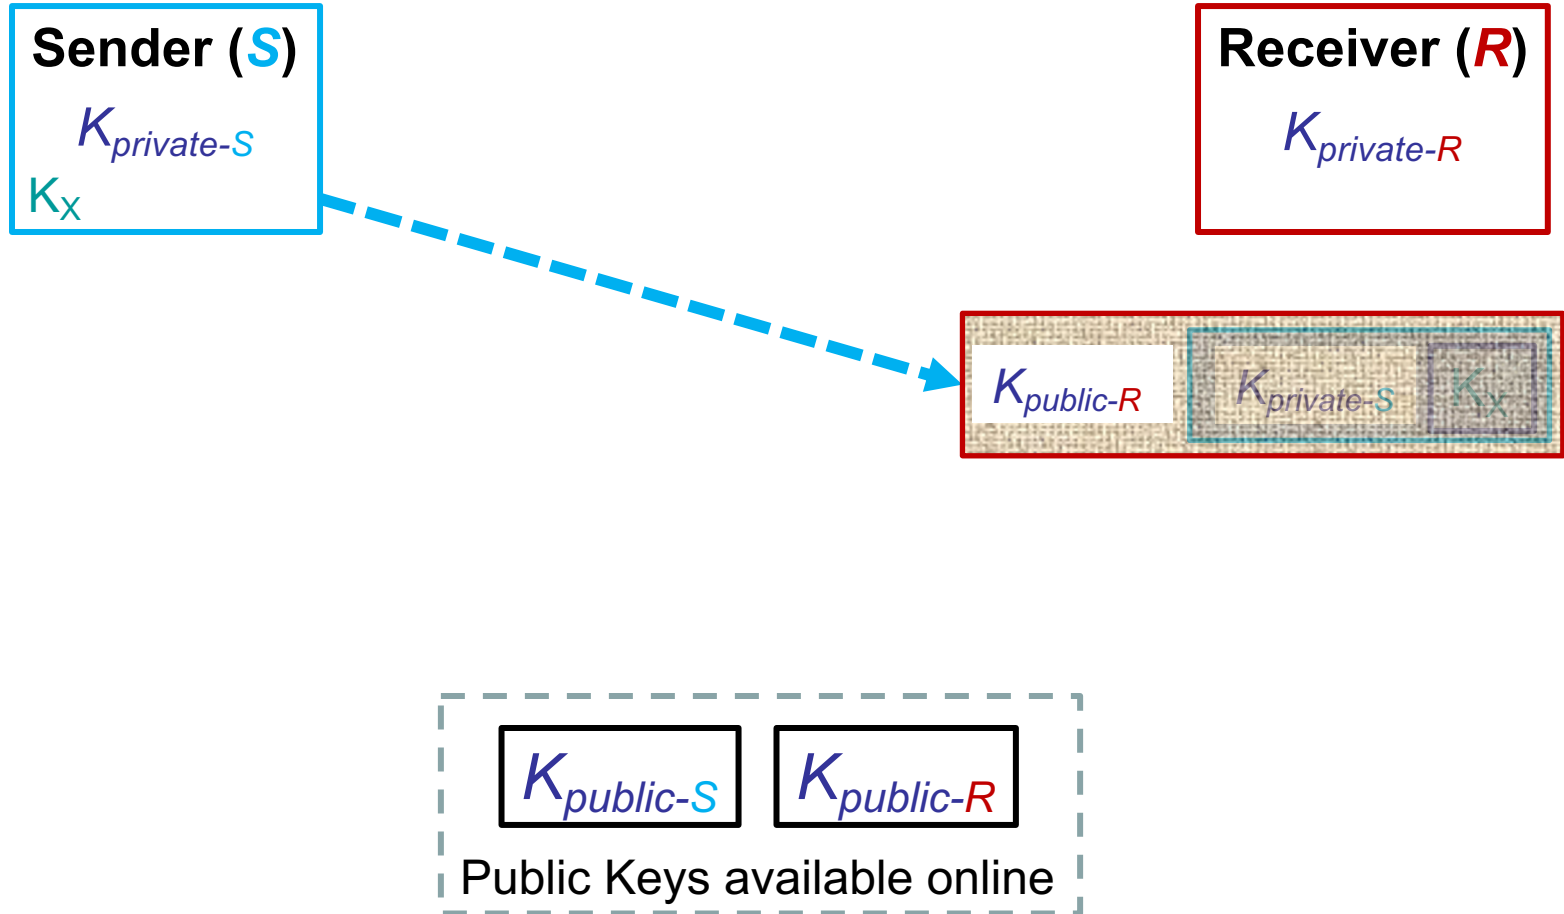 Sender (S)
Kprivate-S
KX
Receiver (R)
Kprivate-R
Kpublic-R Kprivate-S KX
Kpublic-S Kpublic-R
Public Keys available online